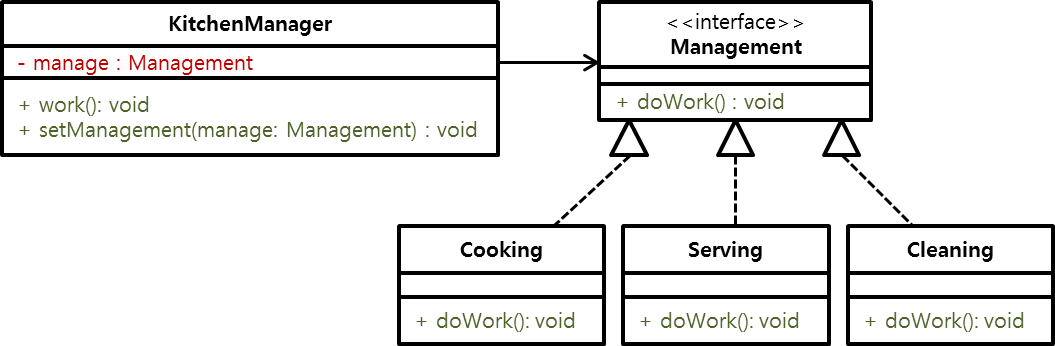 KitchenManager
- manage : Management
+ work(): void
+ setManagement(manage: Management) : void
<<interface>>
Management
+ doWork() : void
Cooking
+ doWork(): void
Serving
+ doWork(): void
Cleaning
+ doWork(): void